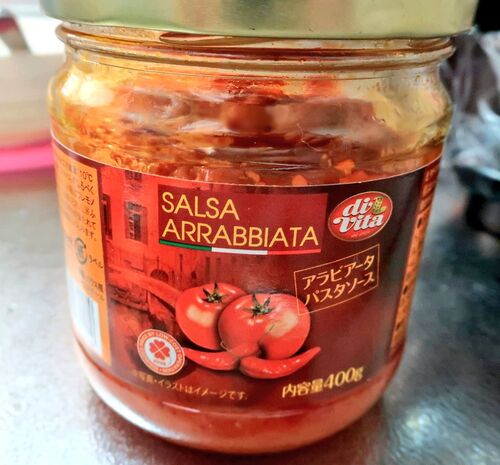 SALSA
ARRABBIATA
di
Vita
アラビアータ
パスタソース
※写真・イラストはイメージです。
内容量400g
10℃